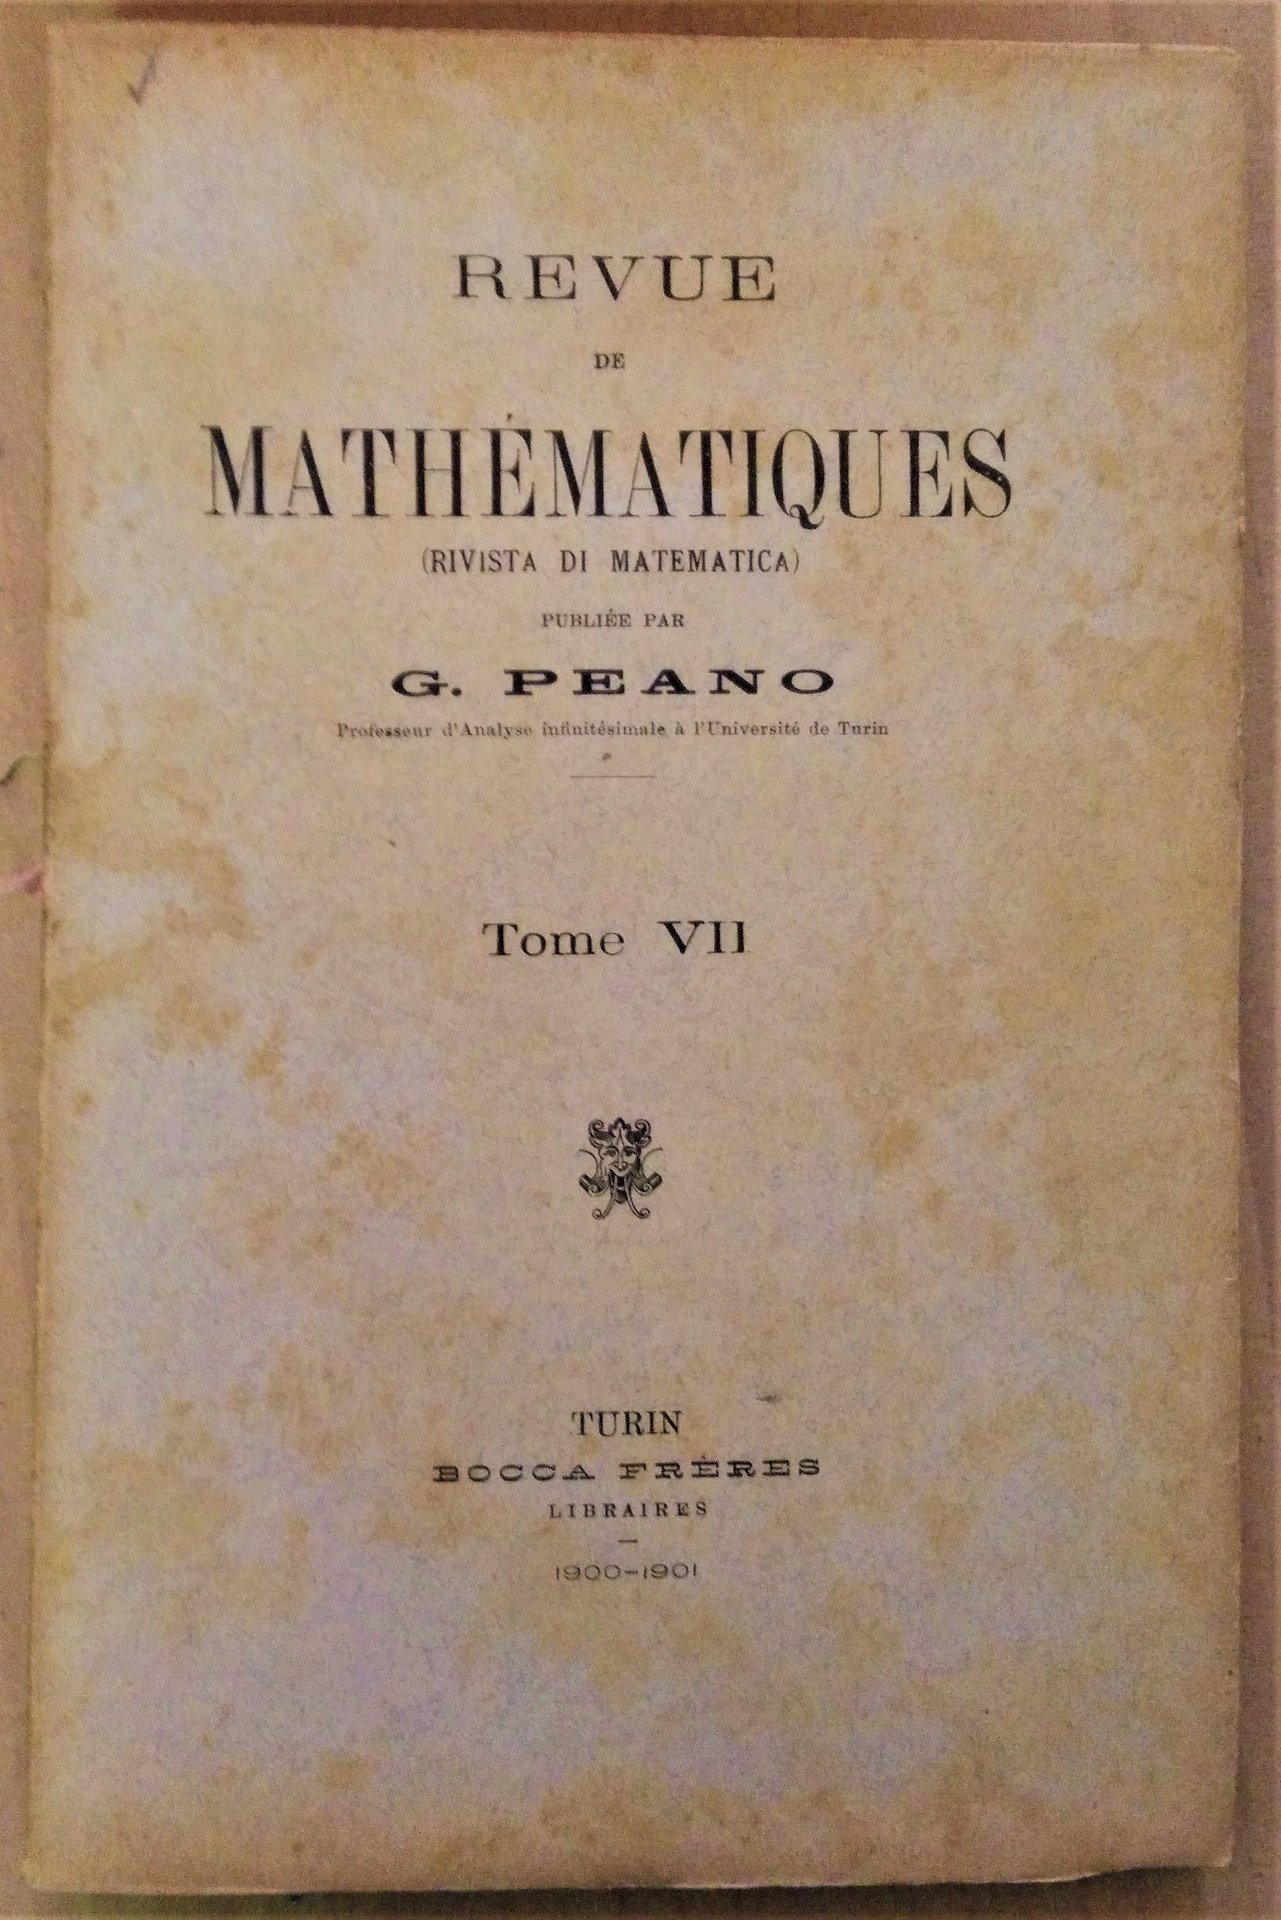 REVUE
DE
MATHÉMATIQUES
(RIVISTA DI MATEMATICA)
PUBLIÉE PAR
G. PEANO
Professeur d'Analyse infinitésimale à l'Université de Turin
Tome VII
TURIN
BOCCA FRÈRES
LIBRAIRES
1900-1901